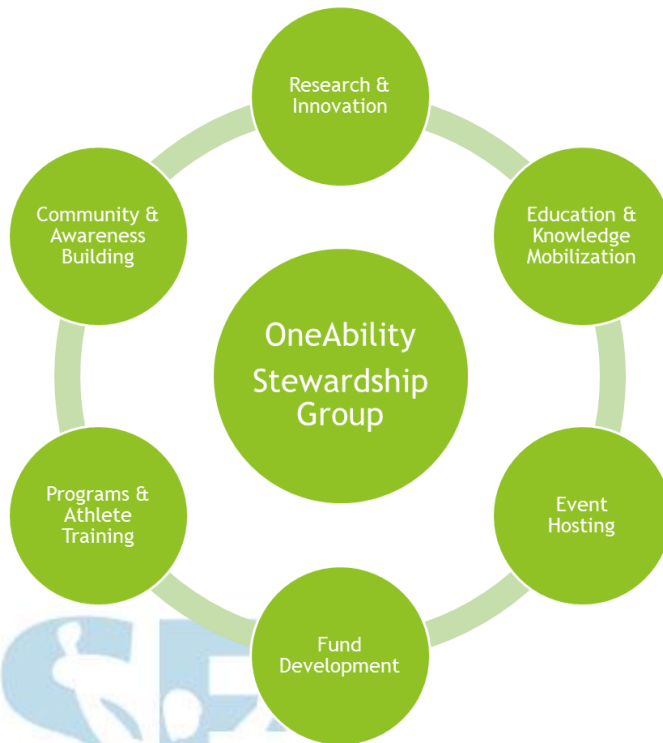 Research &
Innovation
Education &
Knowledge
Mobilization
Event
Hosting
Fund
Development
Programs &
Athlete
Training
Community &
Awareness
Building
OneAbility
Stewardship
Group